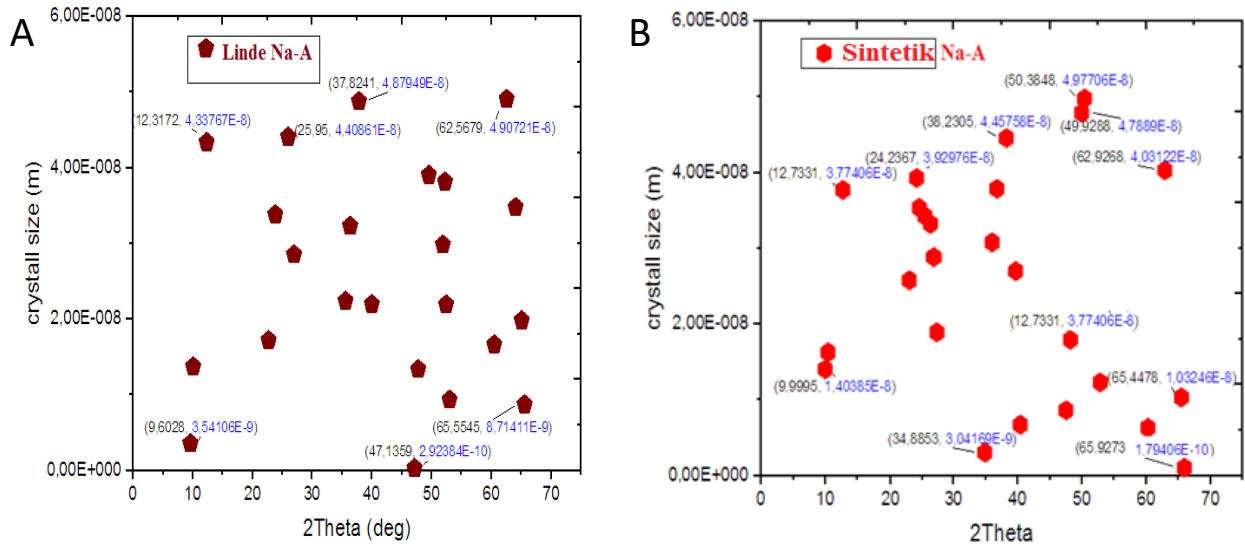 A
Linde Na-A
(37,8241, 4,87949E-8)
(12,3172, 4,33767E-8)
(25,95, 4,40861E-8)
(62,5679, 4,90721E-8)
(9,6028, 3,54106E-9)
(47,1359, 2,92384E-10)
(65,5545, 8,71411E-9)
crystall size (m)
4,00E-008
2,00E-008
0,00E+000
0 10 20 30 40 50 60 70
2Theta (deg)
B
6,00E-008
Sintetik Na-A
(50,3848, 4,97706E-8)
(49,9288, 4,7889E-8)
(38,2305, 4,45758E-8)
(24,2367, 3,92976E-8)
(12,7331, 3,77406E-8)
(62,9268, 4,03122E-8)
(12,7331, 3,77406E-8)
(9,9995, 1,40385E-8)
(65,4478, 1,03246E-8)
(34,8853, 3,04169E-9)
(65,9273 1,79406E-10)
crystall size (m)
4,00E-008
2,00E-008
0,00E+000
0 10 20 30 40 50 60 70
2Theta